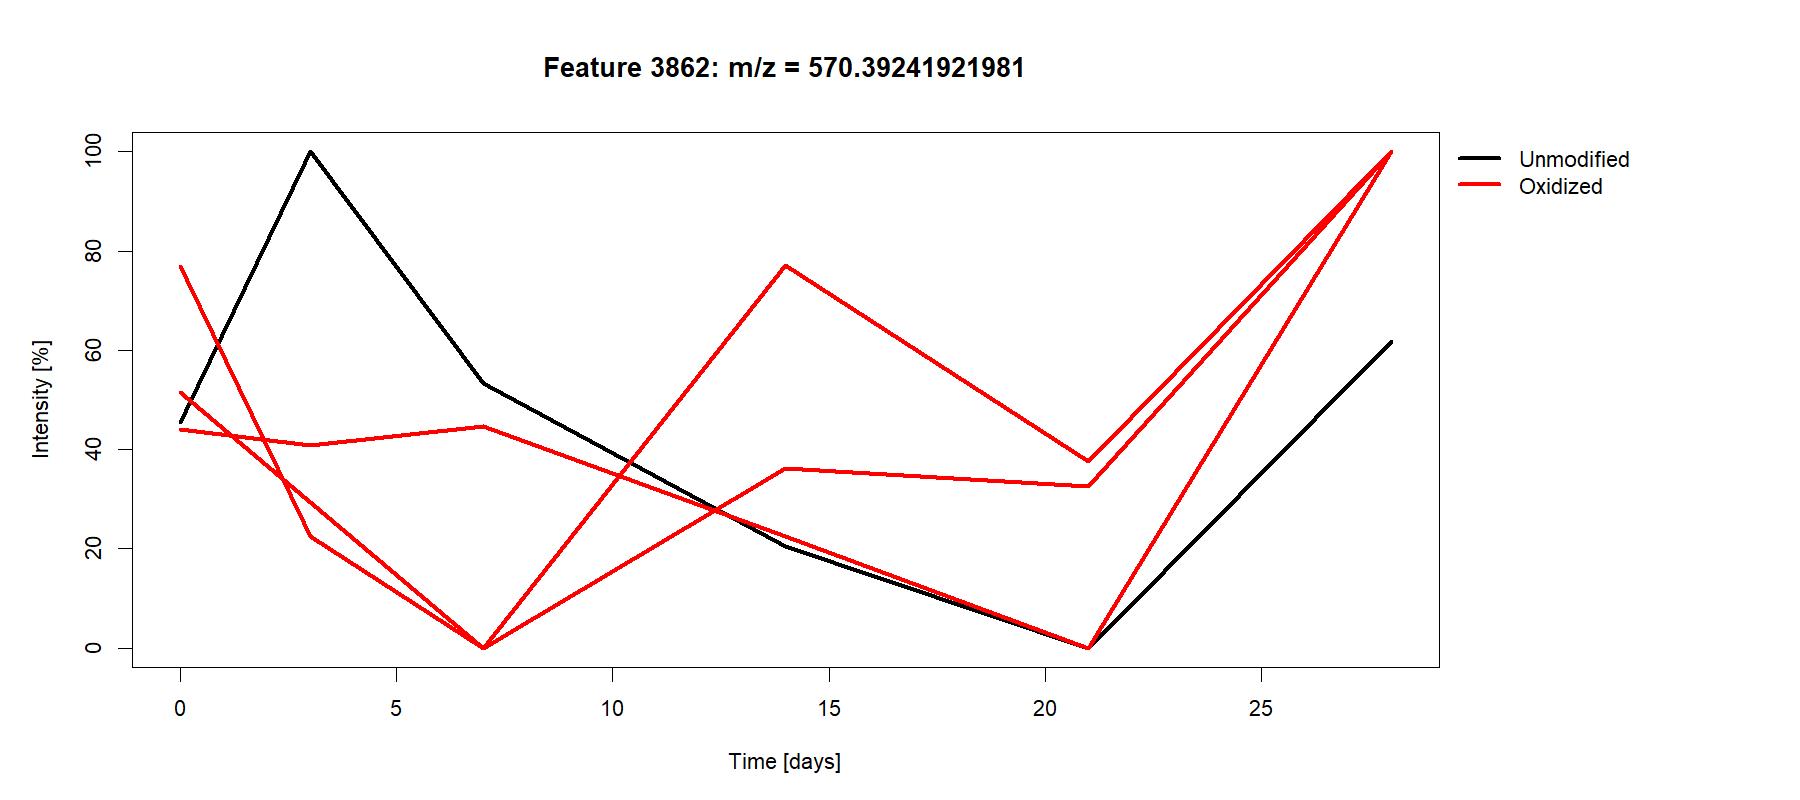 Feature 3862: m/z = 570.39241921981
Unmodified
Oxidized
Intensity [%]
100
80
60
40
20
0
0 5 10 15 20 25
Time [days]